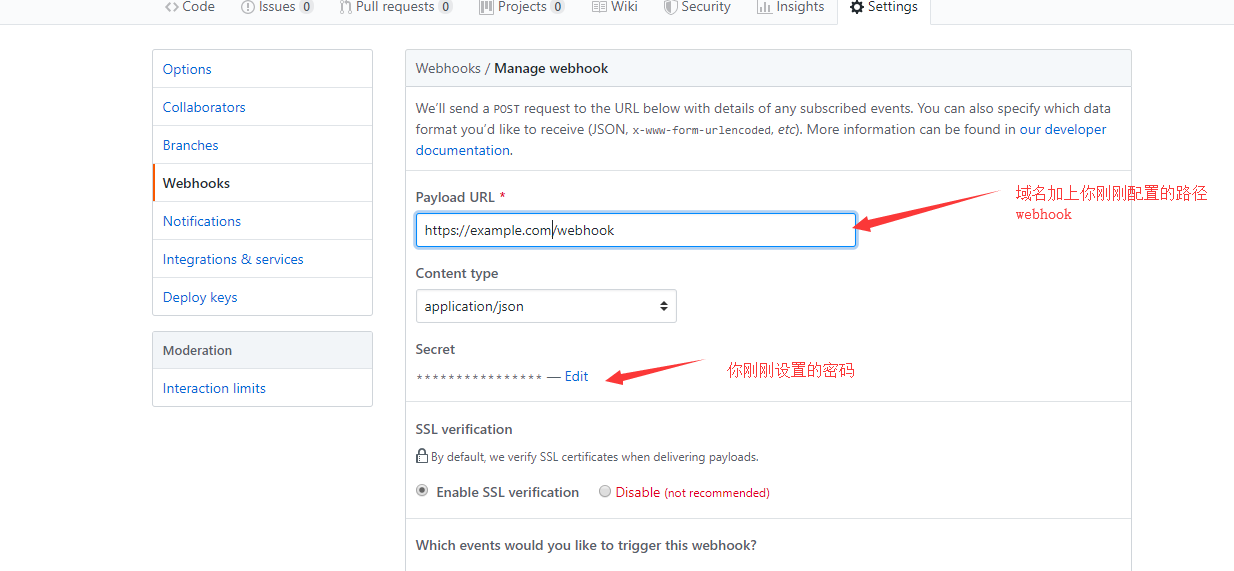 Code Issues 0 Pull requests 0 Projects 0 Wiki Security Insights Settings
Options
Collaborators
Branches
Webhooks
Notifications
Integrations & services
Deploy keys
Moderation
Interaction limits
Webhooks / Manage webhook
We'll send a POST request to the URL below with details of any subscribed events. You can also specify which data
format you'd like to receive (JSON, x-www-form-urlencoded, etc). More information can be found in our developer
documentation.
Payload URL *
https://example.com/webhook
域名加上你刚刚配置的路径
webhook
Content type
application/json
Secret
**************** — Edit
你刚刚设置的密码
SSL verification
By default, we verify SSL certificates when delivering payloads.
Enable SSL verification Disable (not recommended)
Which events would you like to trigger this webhook?